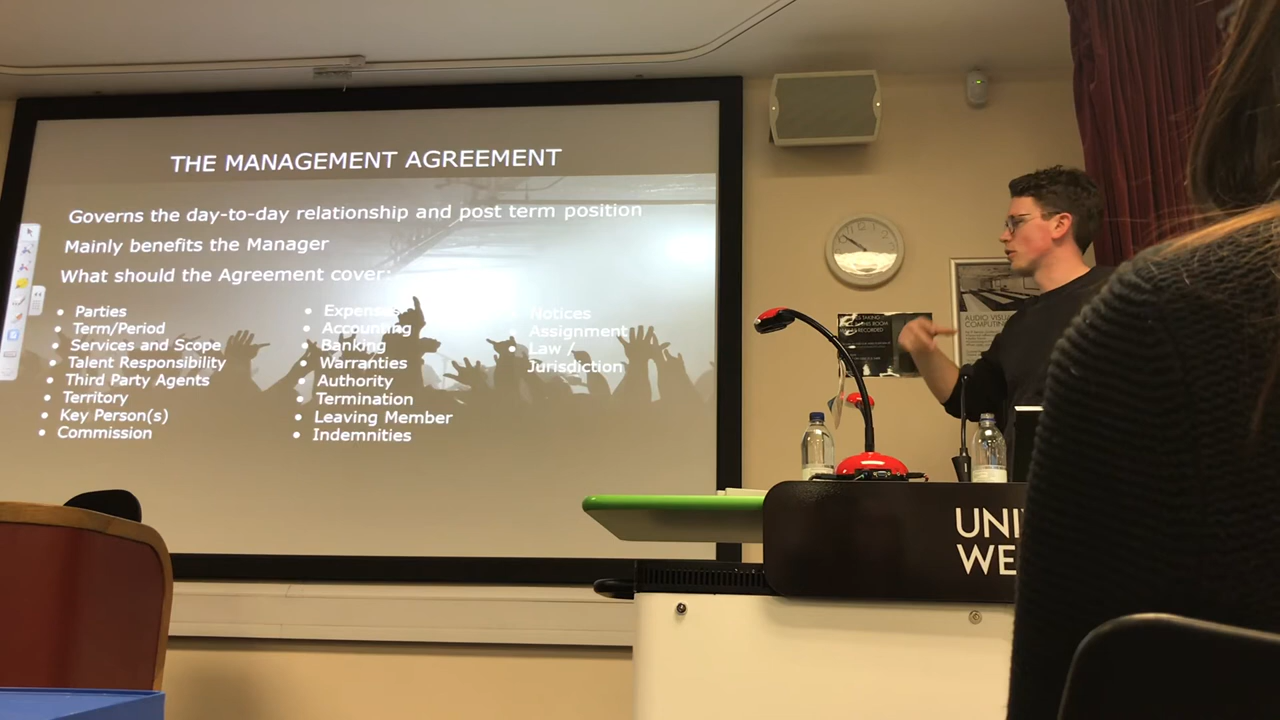 THE MANAGEMENT AGREEMENT
Governs the day-to-day relationship and post term position
Mainly benefits the Manager
What should the Agreement cover:
• Parties
• Term/Period
• Services and Scope
• Talent Responsibility
• Third Party Agents
• Territory
• Key Person(s)
• Commission
• Expenses
• Accounting
• Banking
• Warranties
• Authority
• Termination
• Leaving Member
• Indemnities
• Notices
• Assignment
• Law /
Jurisdiction
AUDIO VISUAL
COMPUTING
UNI
WE